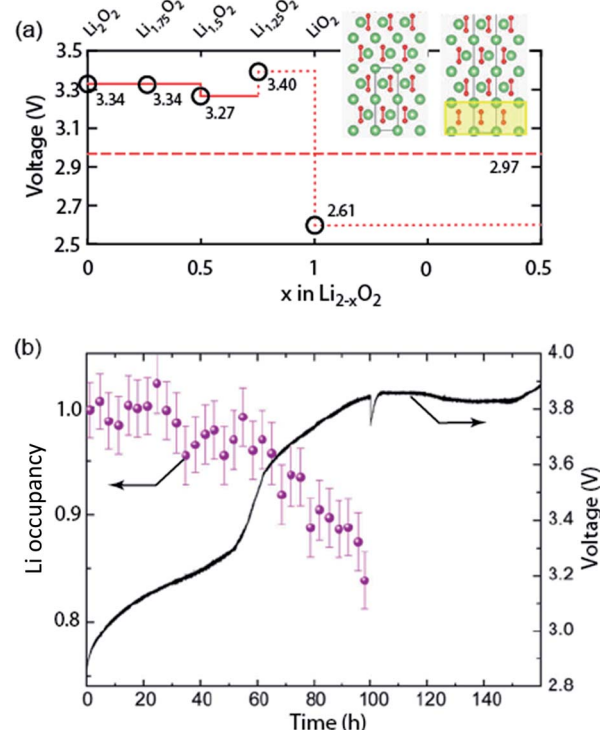 (a)
Li2O2 Li1.75O2 Li1.5O2 Li1.25O2 LiO2
3.5
3.3
3.1
2.9
2.7
2.5
Voltage (V)
3.34
3.34
3.27
3.40
2.97
2.61
0 0.5 1 0 0.5
x in Li2-xO2
(b)
1.0
0.9
0.8
Li occupancy
4.0
3.8
3.6
3.4
3.2
3.0
2.8
Voltage (V)
0 20 40 60 80 100 120 140
Time (h)